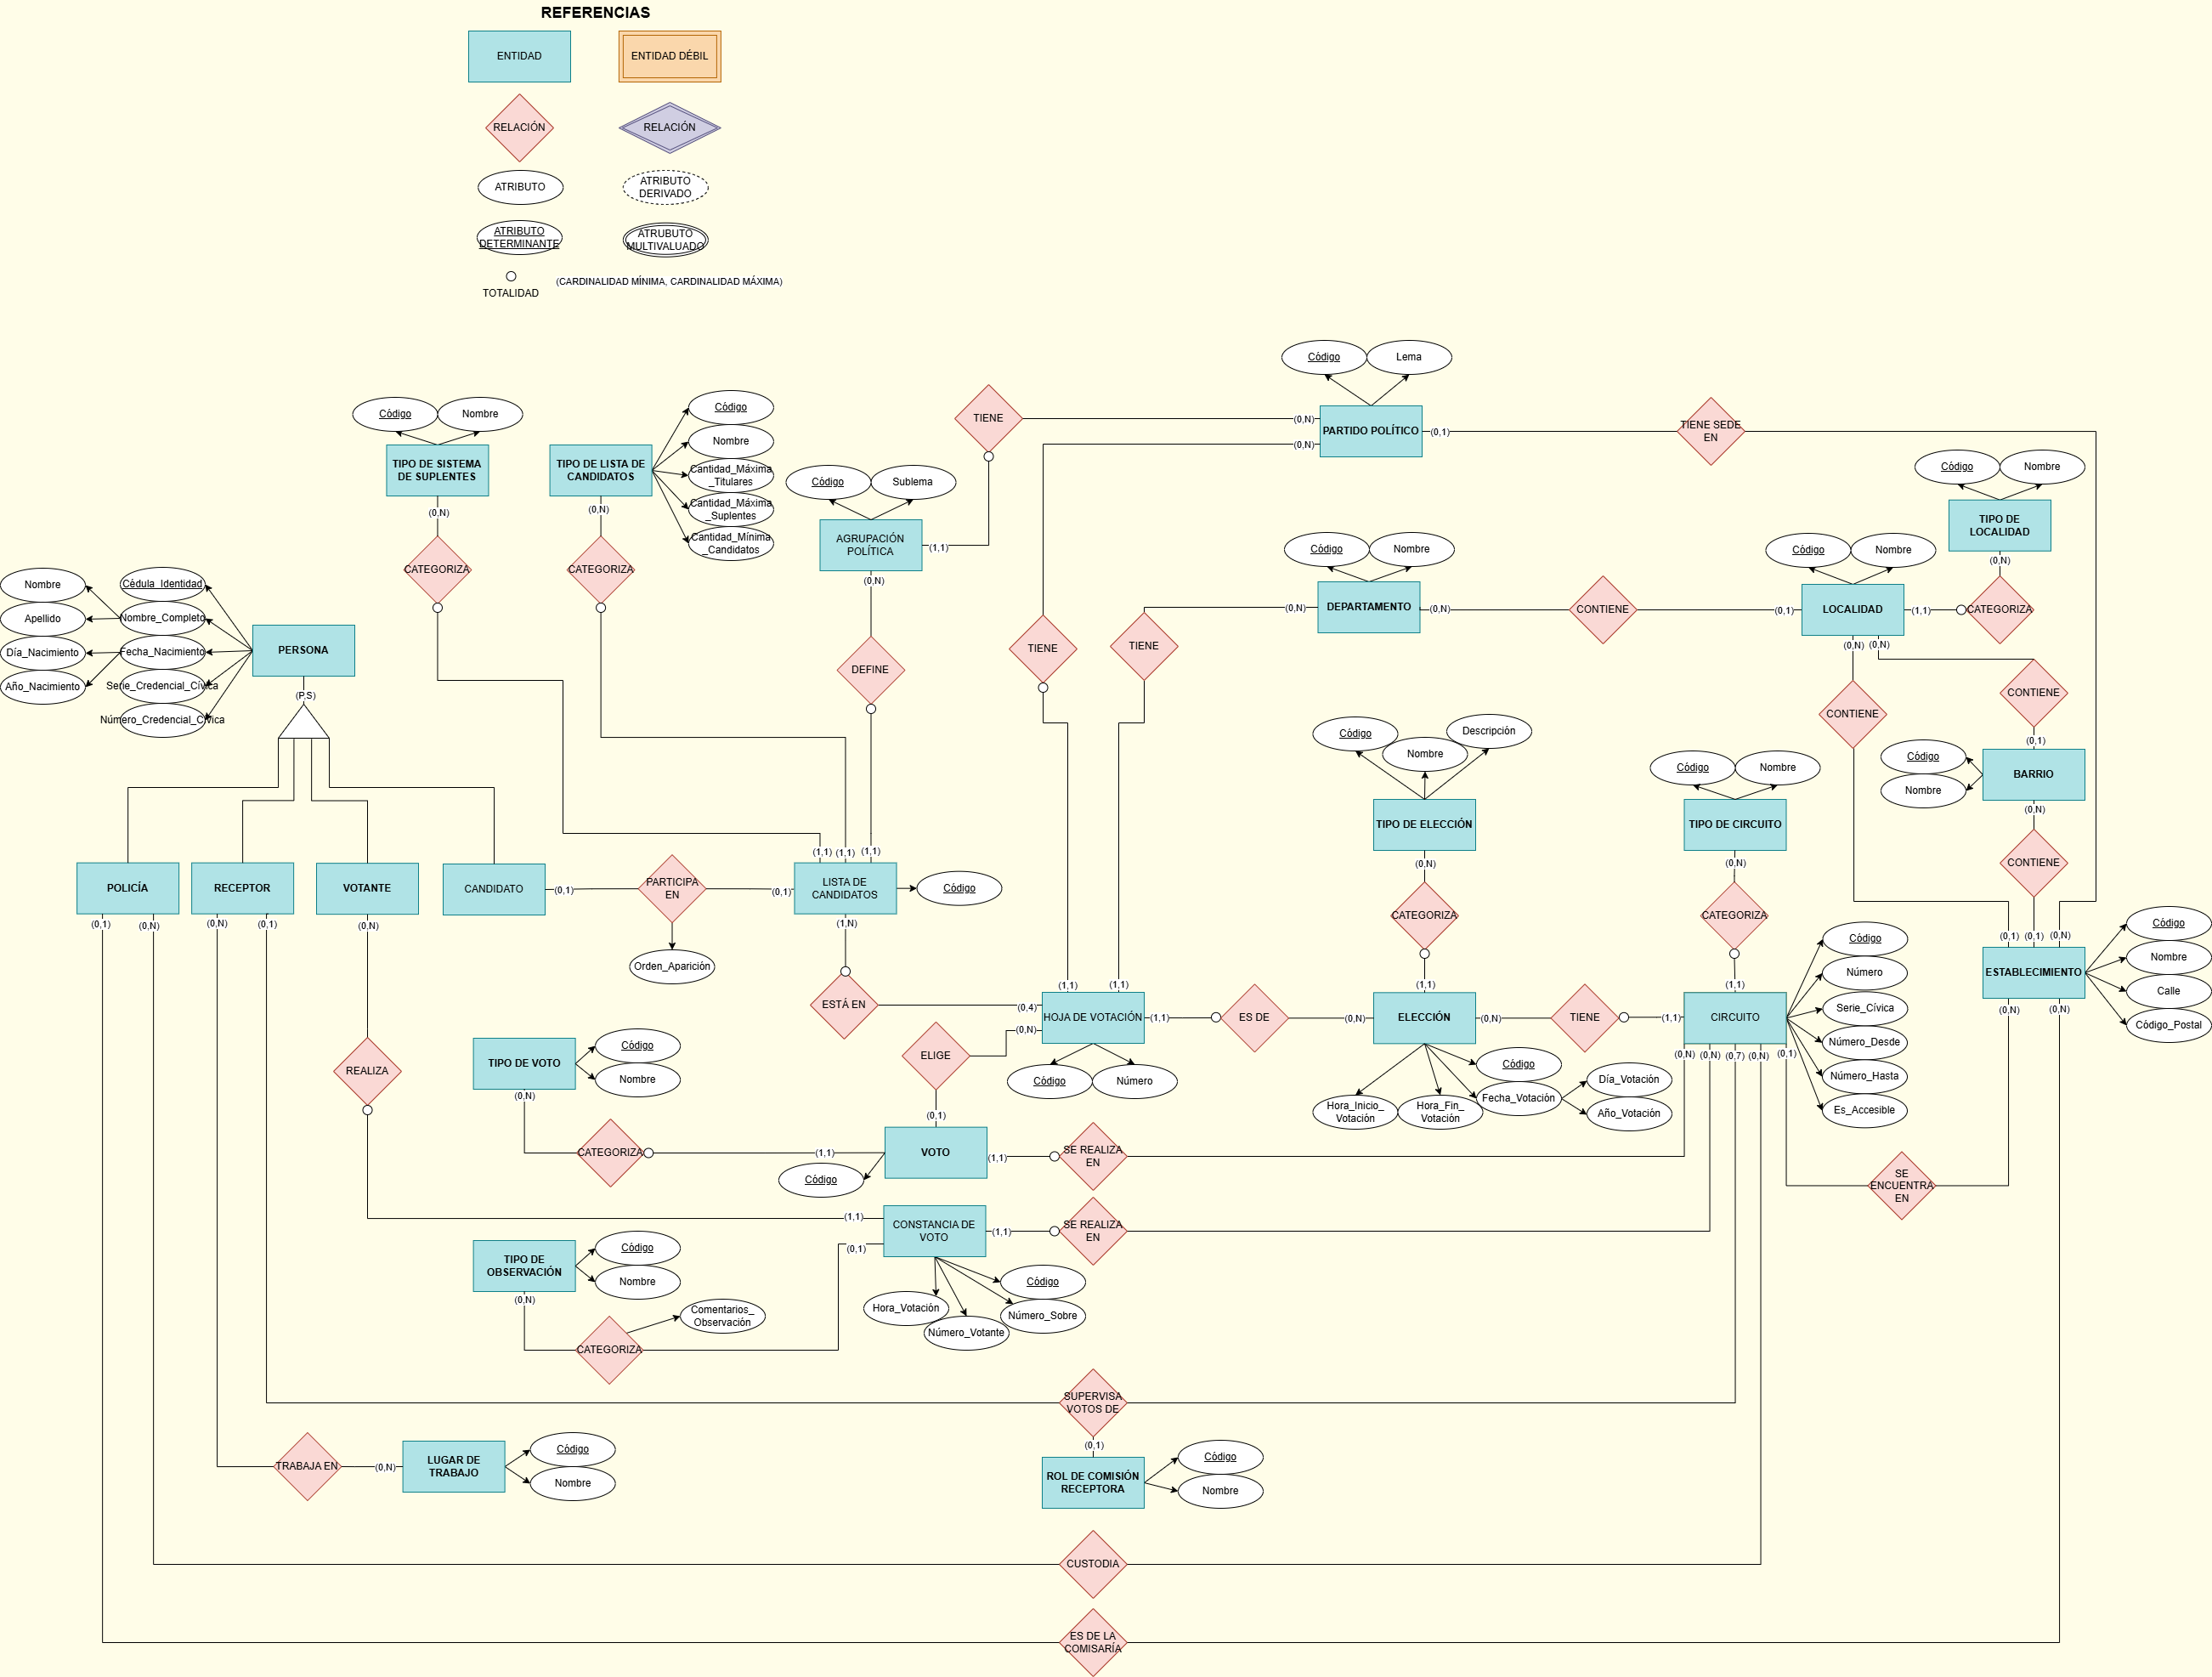 REFERENCIAS
ENTIDAD
ENTIDAD DÉBIL
RELACIÓN
RELACIÓN
ATRIBUTO
ATRIBUTO
DERIVADO
ATRIBUTO
DETERMINANTE
ATRUBUTO
MULTIVALUADO
TOTALIDAD
(CARDINALIDAD MÍNIMA, CARDINALIDAD MÁXIMA)
Código
Lema
PARTIDO POLÍTICO
(0,N)
(0,N)
(0,1)
TIENE
TIENE SEDE
EN
Código
Nombre
TIPO DE SISTEMA
DE SUPLENTES
(0,N)
CATEGORIZA
TIPO DE LISTA DE
CANDIDATOS
Código
Nombre
Cantidad_Máxima
_Titulares
Cantidad_Máxima
_Suplentes
Cantidad_Mínima
_Candidatos
(0,N)
CATEGORIZA
Código
Sublema
AGRUPACIÓN
POLÍTICA
(1,1)
(0,N)
DEFINE
TIENE
TIENE
Código
Nombre
DEPARTAMENTO
(0,N)
(0,N)
CONTIENE
(0,1)
Código
Nombre
LOCALIDAD
(1,1)
CATEGORIZA
(0,N)
TIPO DE
LOCALIDAD
Código
Nombre
(0,N)
(0,N)
CONTIENE
CONTIENE
(0,1)
Código
Nombre
BARRIO
(0,N)
CONTIENE
Nombre
Apellido
Día_Nacimiento
Año_Nacimiento
Cédula_Identidad
Nombre_Completo
Fecha_Nacimiento
Serie_Credencial_Cívica
Número_Credencial_Cívica
PERSONA
(P,S)
POLICÍA
RECEPTOR
VOTANTE
CANDIDATO
(0,1)
(0,N)
(0,N)
(0,1)
(0,N)
(0,1)
PARTICIPA
EN
Orden_Aparición
(0,1)
(1,1)
(1,1)
(1,1)
LISTA DE
CANDIDATOS
Código
(1,N)
ESTÁ EN
(0,4)
(1,1)
(1,1)
HOJA DE VOTACIÓN
(0,N)
(1,1)
Código
Número
ES DE
(0,N)
Código
Nombre
Descripción
TIPO DE ELECCIÓN
(0,N)
CATEGORIZA
(1,1)
ELECCIÓN
(0,N)
Código
Fecha_Votación
Día_Votación
Año_Votación
Hora_Inicio_
Votación
Hora_Fin_
Votación
TIENE
(1,1)
Código
Nombre
TIPO DE CIRCUITO
(0,N)
CATEGORIZA
(1,1)
CIRCUITO
Código
Número
Serie_Cívica
Número_Desde
Número_Hasta
Es_Accesible
(0,N)
(0,N)
(0,7)
(0,N)
(0,1)
(0,1)
(0,1)
(0,N)
ESTABLECIMIENTO
Código
Nombre
Calle
Código_Postal
(0,N)
(0,N)
SE
ENCUENTRA
EN
REALIZA
TIPO DE VOTO
Código
Nombre
(0,N)
CATEGORIZA
(1,1)
ELIGE
(0,1)
VOTO
Código
(1,1)
SE REALIZA
EN
(1,1)
CONSTANCIA DE
VOTO
(0,1)
(1,1)
SE REALIZA
EN
Código
Número_Sobre
Número_Votante
Hora_Votación
TIPO DE
OBSERVACIÓN
Código
Nombre
(0,N)
CATEGORIZA
Comentarios_
Observación
SUPERVISA
VOTOS DE
(0,1)
ROL DE COMISIÓN
RECEPTORA
Código
Nombre
TRABAJA EN
(0,N)
LUGAR DE
TRABAJO
Código
Nombre
CUSTODIA
ES DE LA
COMISARÍA